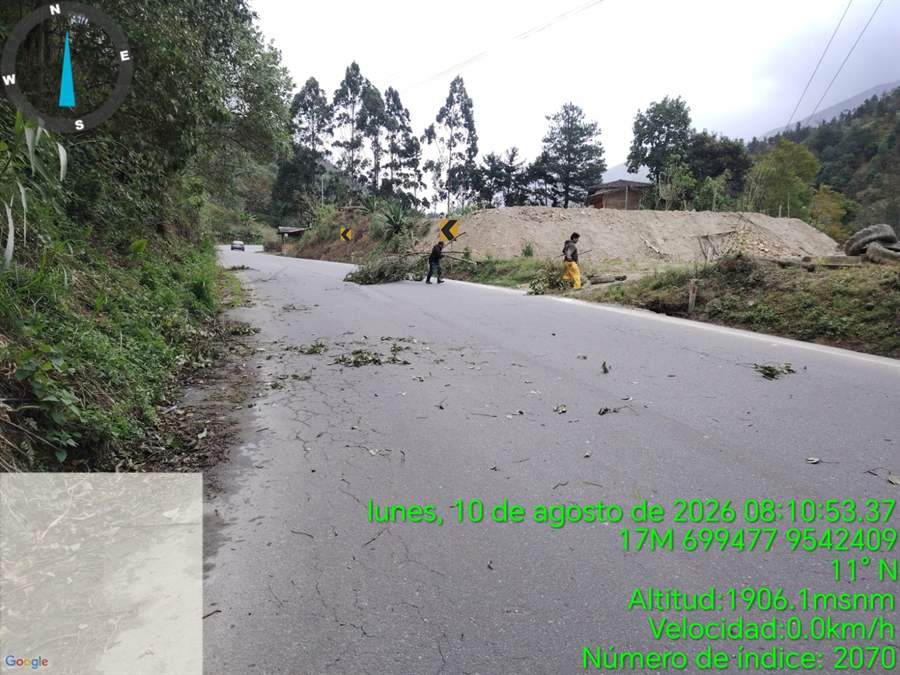 N
E
W
S
lunes, 10 de agosto de 2026 08:10:53.37
17M 699477 9542409
11° N
Altitud:1906.1msnm
Velocidad:0.0km/h
Número de índice: 2070
Google